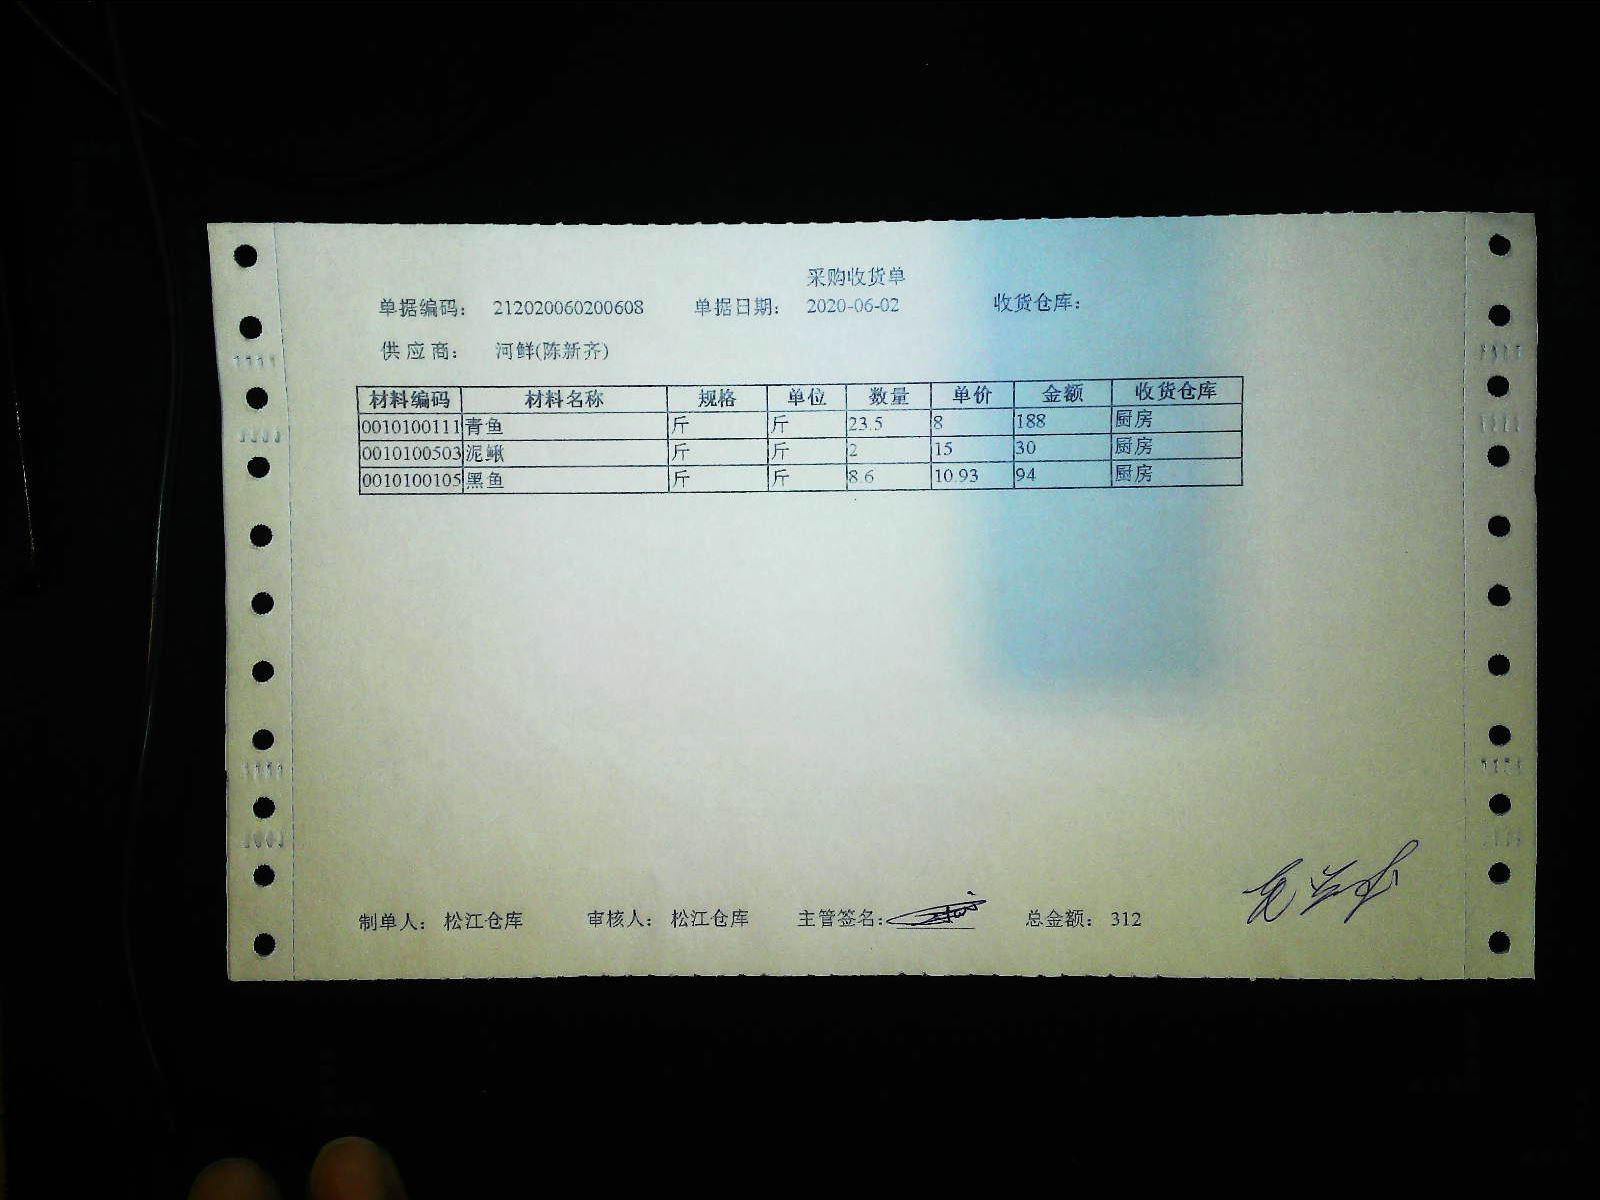 采购收货单
单据编码: 212020060200608 单据日期: 2020-06-02 收货仓库:
供应商: 河鲜(陈新齐)
材料编码 材料名称 规格 单位 数量 单价 金额 收货仓库
0010100111 青鱼 斤 斤 23.5 8 188 厨房
0010100503 泥鳅 斤 斤 2 15 30 厨房
0010100105 黑鱼 斤 斤 8.6 10.93 94 厨房
制单人: 松江仓库 审核人: 松江仓库 主管签名: 总金额: 312